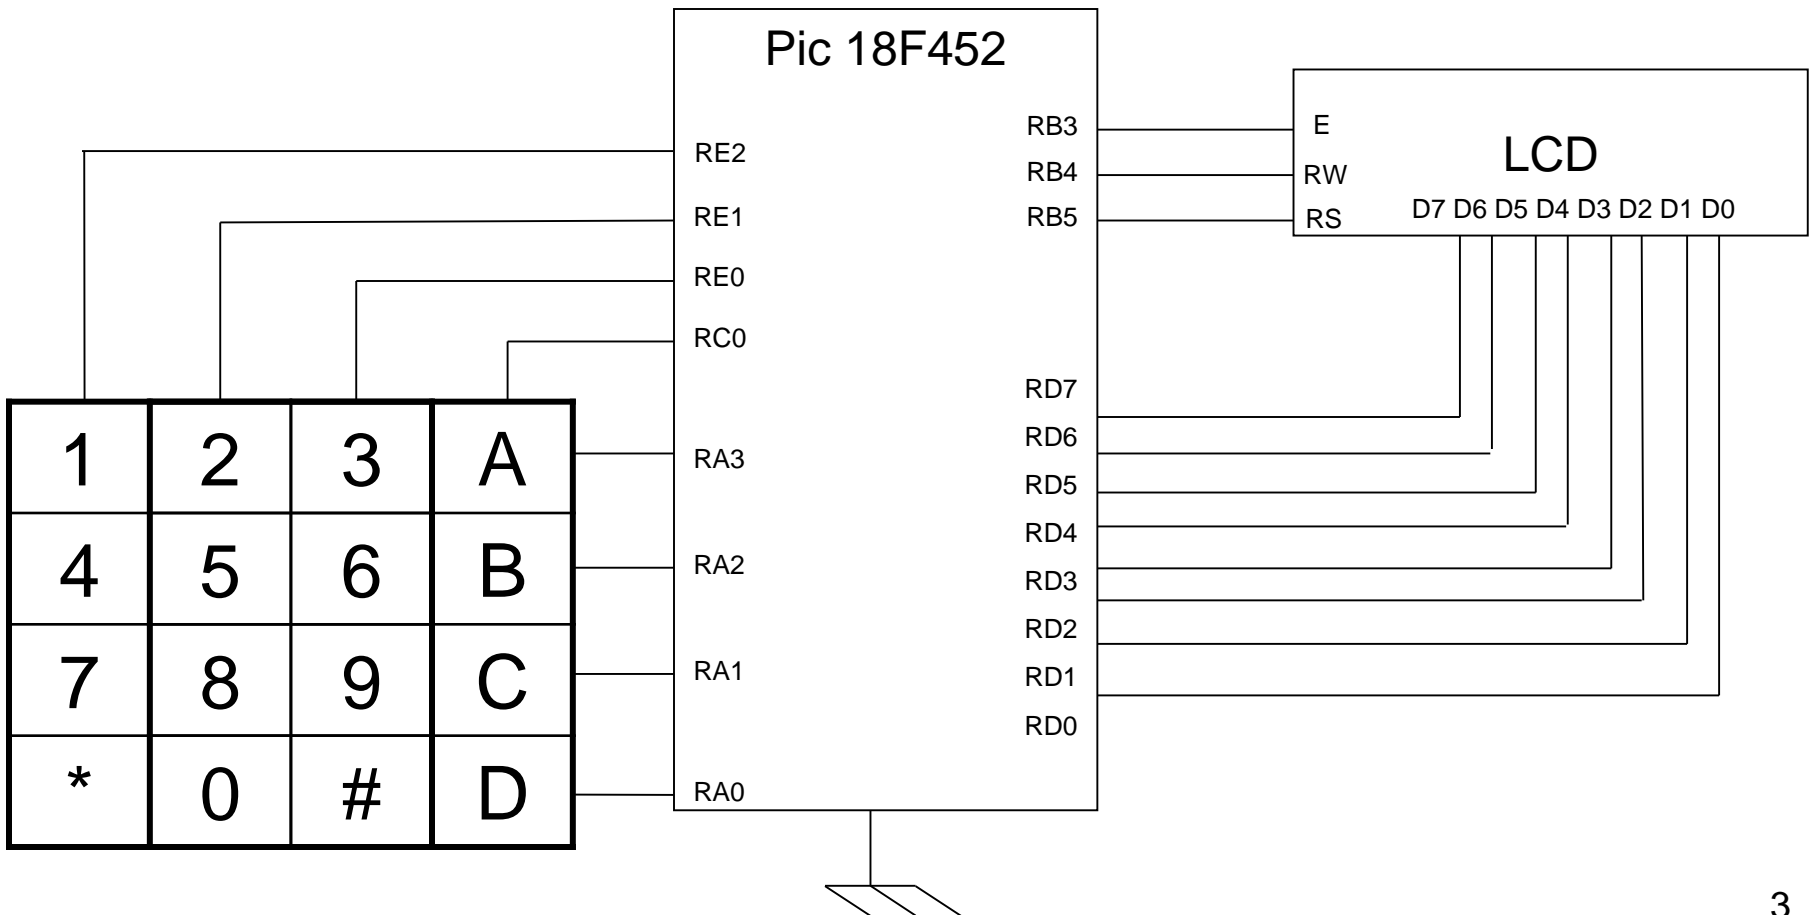 Pic 18F452
RE2
RE1
RE0
RC0
RA3
RA2
RA1
RA0
RB3
RB4
RB5
RD7
RD6
RD5
RD4
RD3
RD2
RD1
RD0
E
RW
RS
LCD
D7 D6 D5 D4 D3 D2 D1 D0
1 2 3 A
4 5 6 B
7 8 9 C
* 0 # D
3